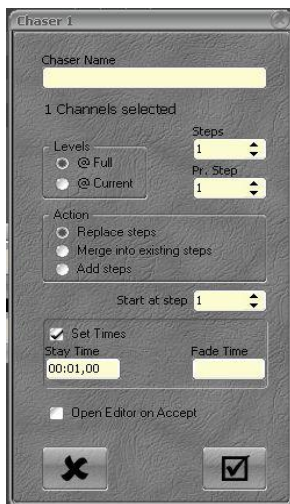 Chaser 1
Chaser Name
1 Channels selected
Levels
@ Full
@ Current
Steps
1
Pr. Step
1
Action
Replace steps
Merge into existing steps
Add steps
Start at step 1
Set Times
Stay Time Fade Time
00:01,00
Open Editor on Accept